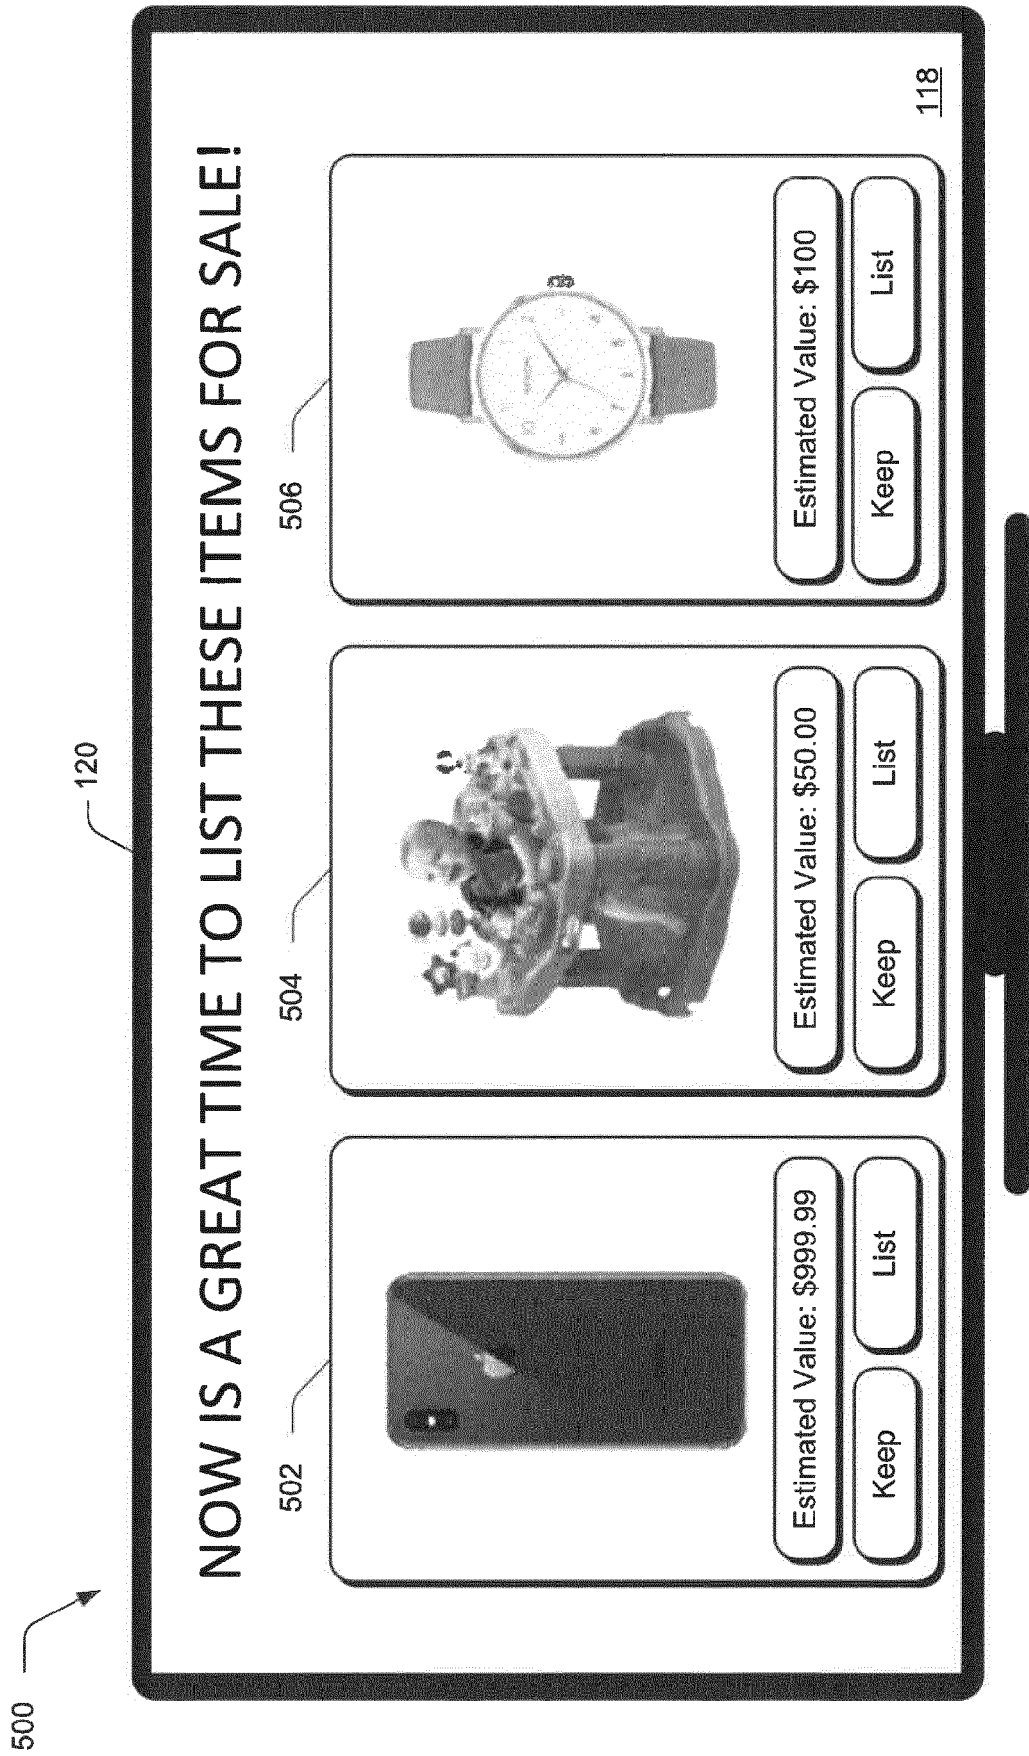 500
120
NOW IS A GREAT TIME TO LIST THESE ITEMS FOR SALE!
502
504
506
Estimated Value: $999.99
Keep
List
Estimated Value: $50.00
Keep
List
Estimated Value: $100
Keep
List
118